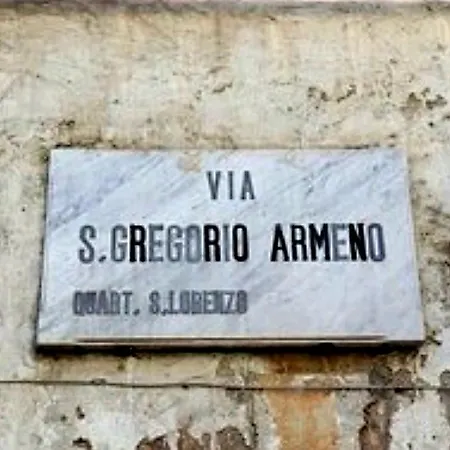 VIA
S. GREGORIO ARMENO
QUART. S. LORENZO